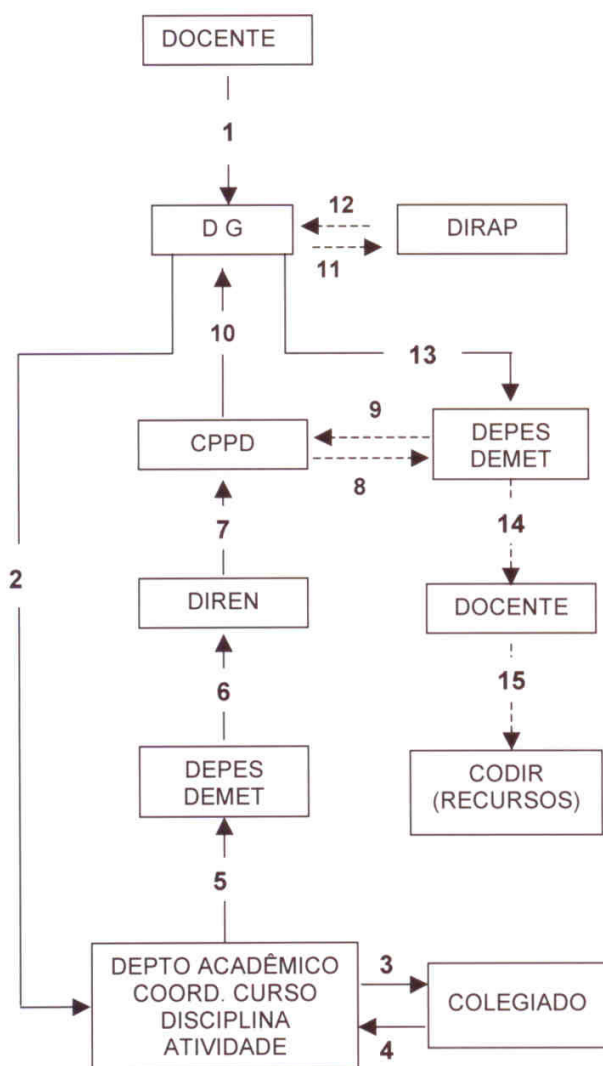 DOCENTE
1
D G
12
DIRAP
11
10
13
CPPD
9
8
DEPES
DEMET
7
14
2
DIREN
DOCENTE
6
15
DEPES
DEMET
CODIR
(RECURSOS)
5
DEPTO ACADÊMICO
COORD. CURSO
DISCIPLINA
ATIVIDADE
3
COLEGIADO
4